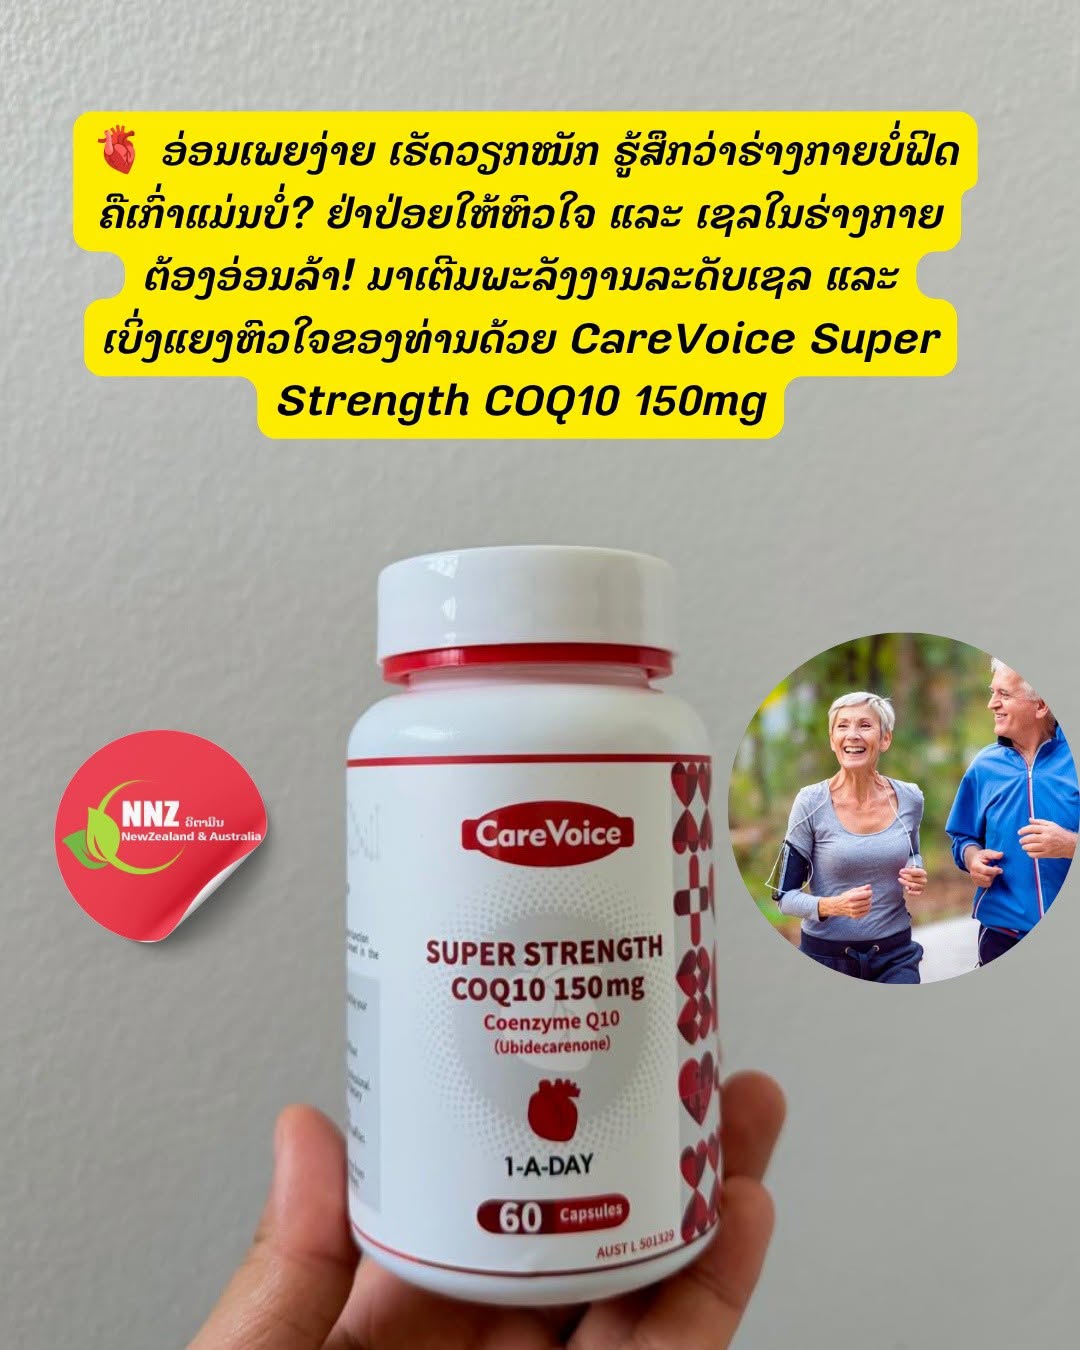 🫀 ອ່ອນເພຍງ່າຍ ເຮັດວຽກໜັກ ຮູ້ສຶກວ່າຮ່າງກາຍບໍ່ຟິດ
ຄືເກົ່າແມ່ນບໍ່? ຢ່າປ່ອຍໃຫ້ຫົວໃຈ ແລະ ເຊລໃນຮ່າງກາຍ
ຕ້ອງອ່ອນລ້າ! ມາເຕີມພະລັງງານລະດັບເຊລ ແລະ
ເບິ່ງແຍງຫົວໃຈຂອງທ່ານດ້ວຍ CareVoice Super
Strength COQ10 150mg
NNZ ວິຕາມິນ
NewZealand & Australia
CareVoice
SUPER STRENGTH
COQ10 150mg
Coenzyme Q10
(Ubidecarenone)
1-A-DAY
60 Capsules
AUST L 501329